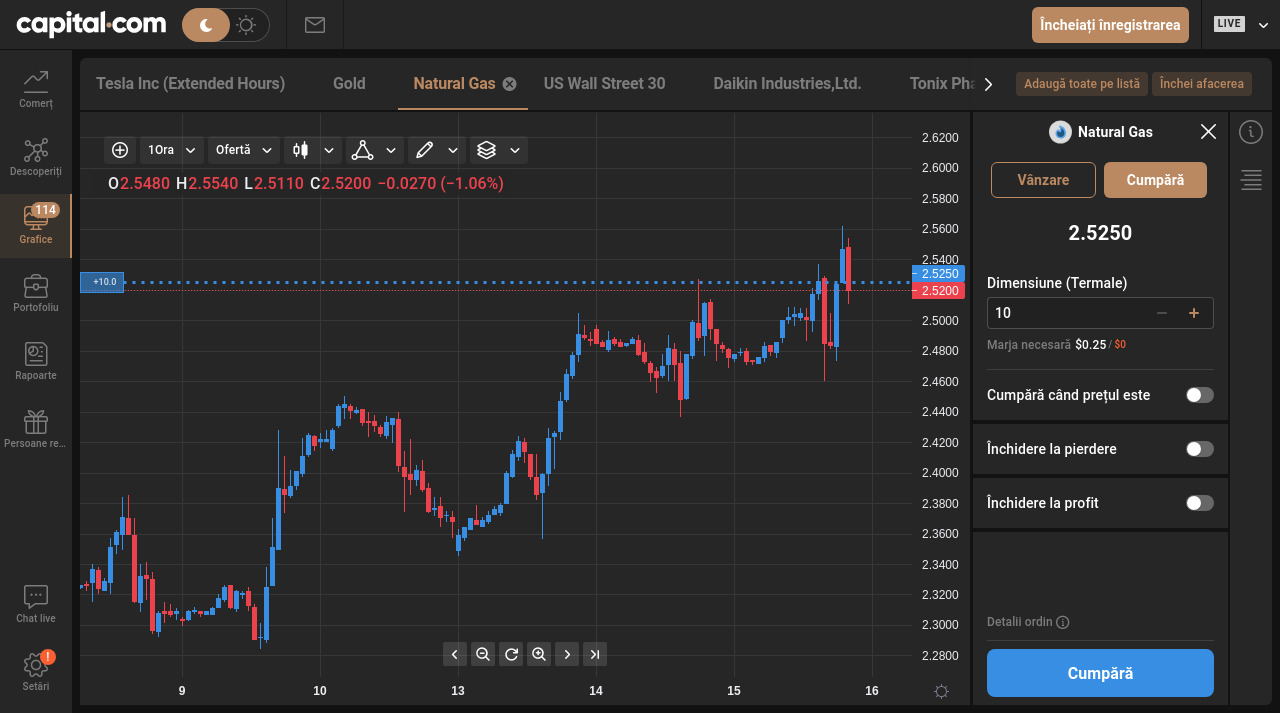 capital.com
Încheiați înregistrarea
LIVE
Comerț
Descoperiți
114
Grafice
Portofoliu
Rapoarte
Persoane re...
Chat live
!
Setări
Tesla Inc (Extended Hours)
Gold
Natural Gas
US Wall Street 30
Daikin Industries,Ltd.
Tonix Pha
Adaugă toate pe listă
Închei afacerea
1Ora
Ofertă
O2.5480 H2.5540 L2.5110 C2.5200 −0.0270 (−1.06%)
+10.0
2.6200
2.6000
2.5800
2.5600
2.5400
2.5250
2.5200
2.5000
2.4800
2.4600
2.4400
2.4200
2.4000
2.3800
2.3600
2.3400
2.3200
2.3000
2.2800
9
10
13
14
15
16
Natural Gas
Vânzare
Cumpără
2.5250
Dimensiune (Termale)
10
Marja necesară $0.25 / $0
Cumpără când prețul este
Închidere la pierdere
Închidere la profit
Detalii ordin
Cumpără